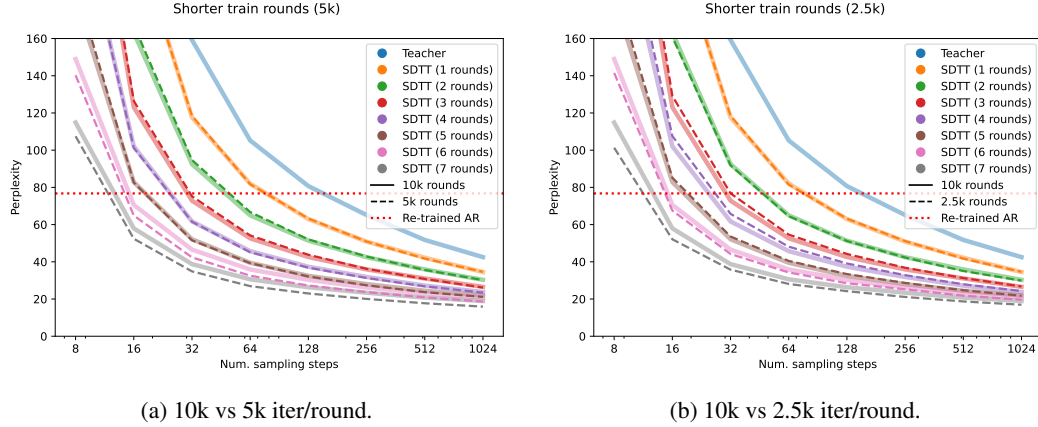 Shorter train rounds (5k)
Perplexity
160
140
120
100
80
60
40
20
0
8
16
32
64
128
256
512
1024
Num. sampling steps
Teacher
SDTT (1 rounds)
SDTT (2 rounds)
SDTT (3 rounds)
SDTT (4 rounds)
SDTT (5 rounds)
SDTT (6 rounds)
SDTT (7 rounds)
10k rounds
5k rounds
Re-trained AR
(a) 10k vs 5k iter/round.
Shorter train rounds (2.5k)
Perplexity
160
140
120
100
80
60
40
20
0
8
16
32
64
128
256
512
1024
Num. sampling steps
Teacher
SDTT (1 rounds)
SDTT (2 rounds)
SDTT (3 rounds)
SDTT (4 rounds)
SDTT (5 rounds)
SDTT (6 rounds)
SDTT (7 rounds)
10k rounds
2.5k rounds
Re-trained AR
(b) 10k vs 2.5k iter/round.